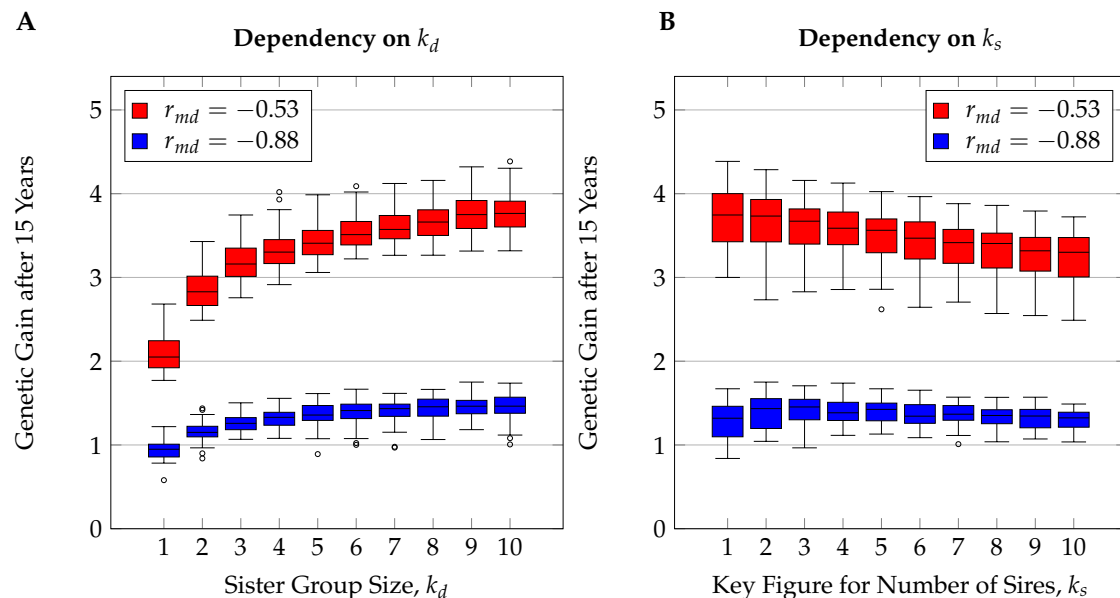 A
Dependency on k_d
r_md = −0.53
r_md = −0.88
Genetic Gain after 15 Years
5
4
3
2
1
0
1 2 3 4 5 6 7 8 9 10
Sister Group Size, k_d
B
Dependency on k_s
r_md = −0.53
r_md = −0.88
Genetic Gain after 15 Years
5
4
3
2
1
0
1 2 3 4 5 6 7 8 9 10
Key Figure for Number of Sires, k_s